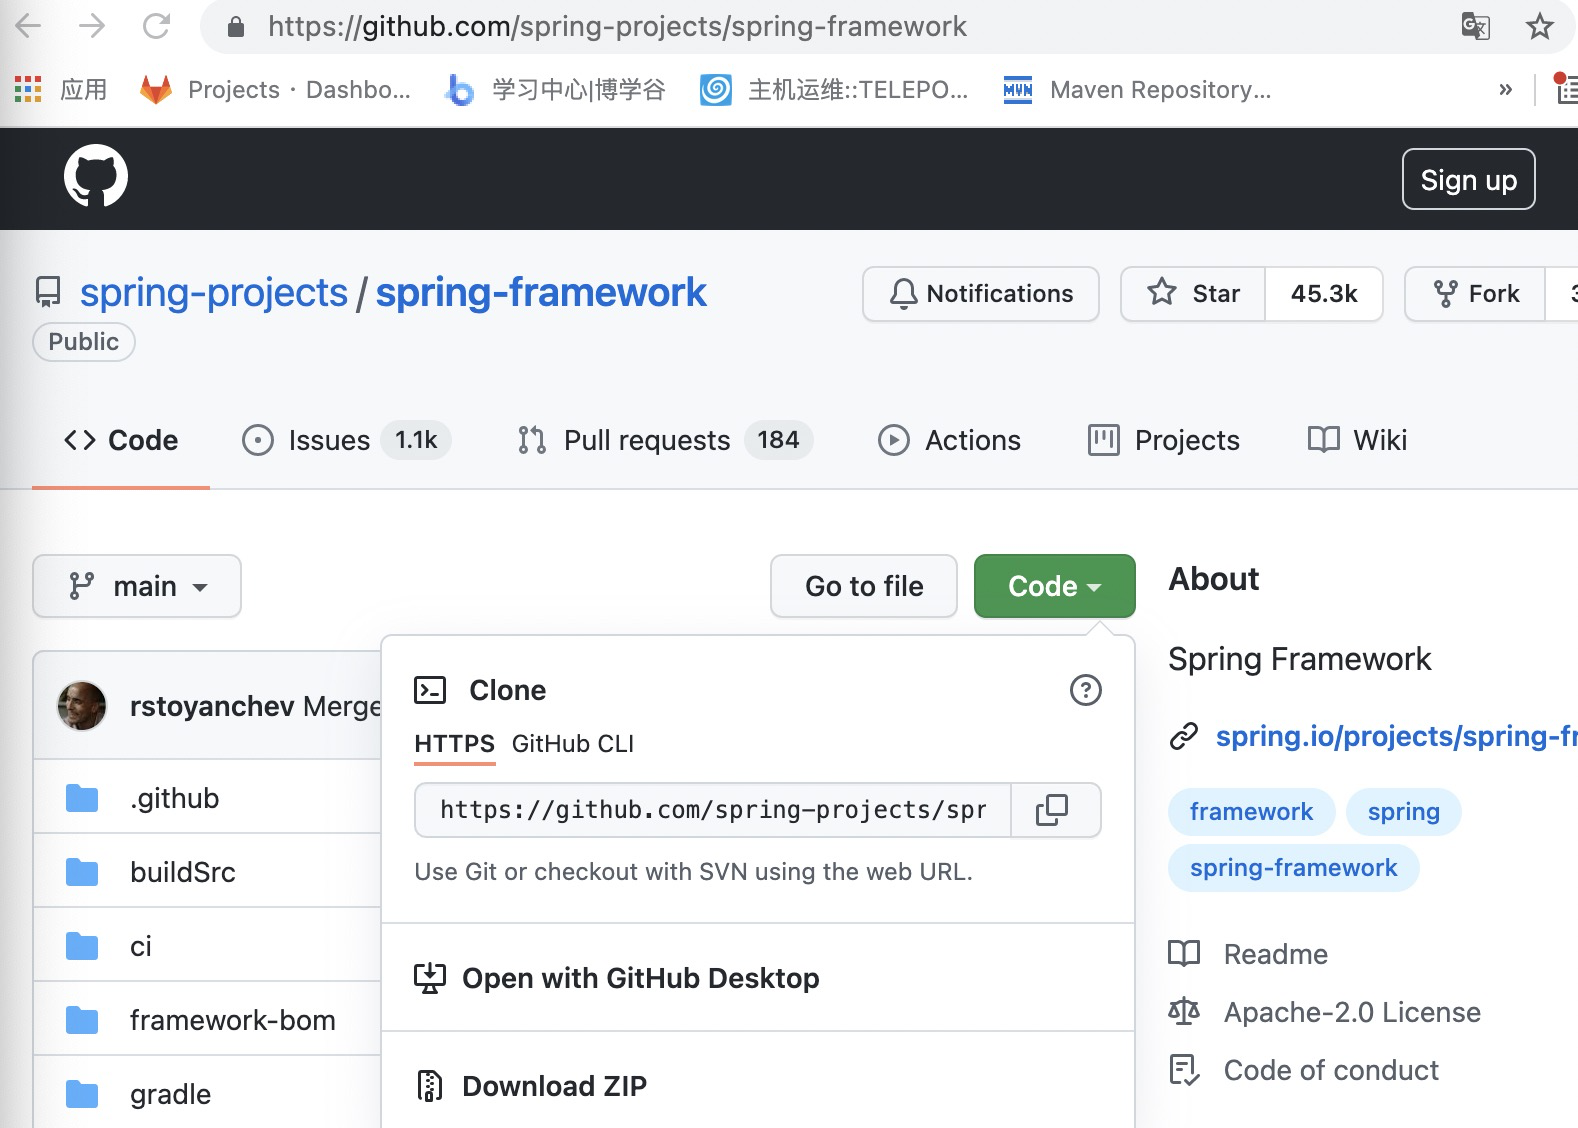 https://github.com/spring-projects/spring-framework
应用 Projects · Dashbo... 学习中心|博学谷 主机运维::TELEPO... Maven Repository... »
Sign up
spring-projects / spring-framework
Notifications Star 45.3k Fork
Public
Code Issues 1.1k Pull requests 184 Actions Projects Wiki
main Go to file Code
About
Spring Framework
spring.io/projects/spring-fr
framework spring
spring-framework
Readme
Apache-2.0 License
Code of conduct
Clone
HTTPS GitHub CLI
https://github.com/spring-projects/spr
Use Git or checkout with SVN using the web URL.
Open with GitHub Desktop
Download ZIP
rstoyanchev Merge
.github
buildSrc
ci
framework-bom
gradle